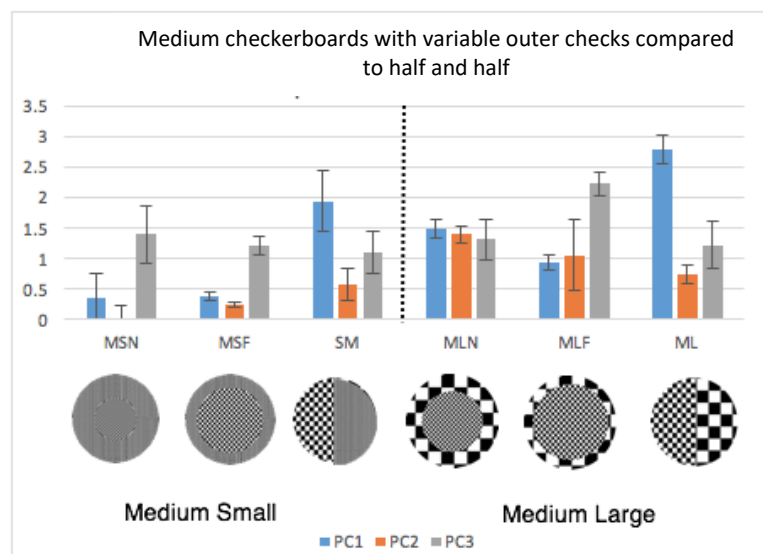 Medium checkerboards with variable outer checks compared
to half and half
3.5
3
2.5
2
1.5
1
0.5
0
MSN MSF SM MLN MLF ML
Medium Small Medium Large
PC1 PC2 PC3